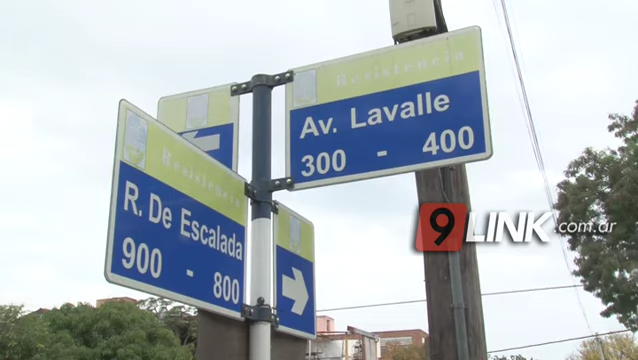 Resistencia
Av. Lavalle
300 - 400
Resistencia
R. De Escalada
900 - 800
9 LINK.com.ar